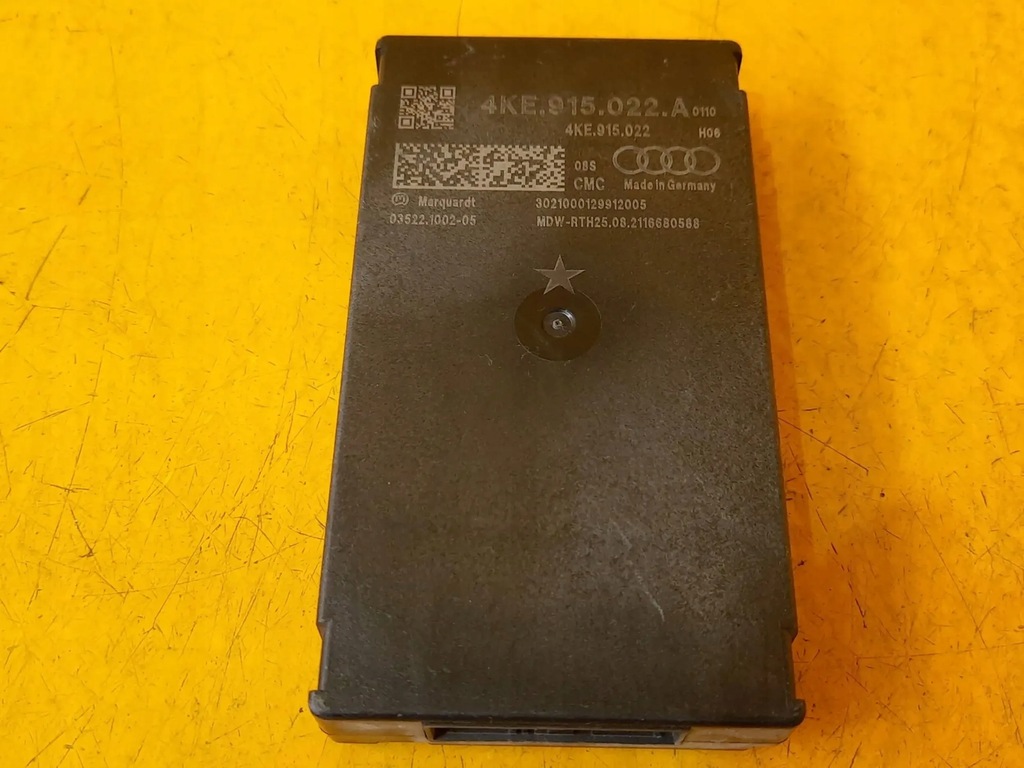 4KE.915.022.A 0110
4KE.915.022 H06
08S
CMC Made in Germany
Marquardt 3021000129912005
03522.1002-05 MDW-RTH25.08.2116680588